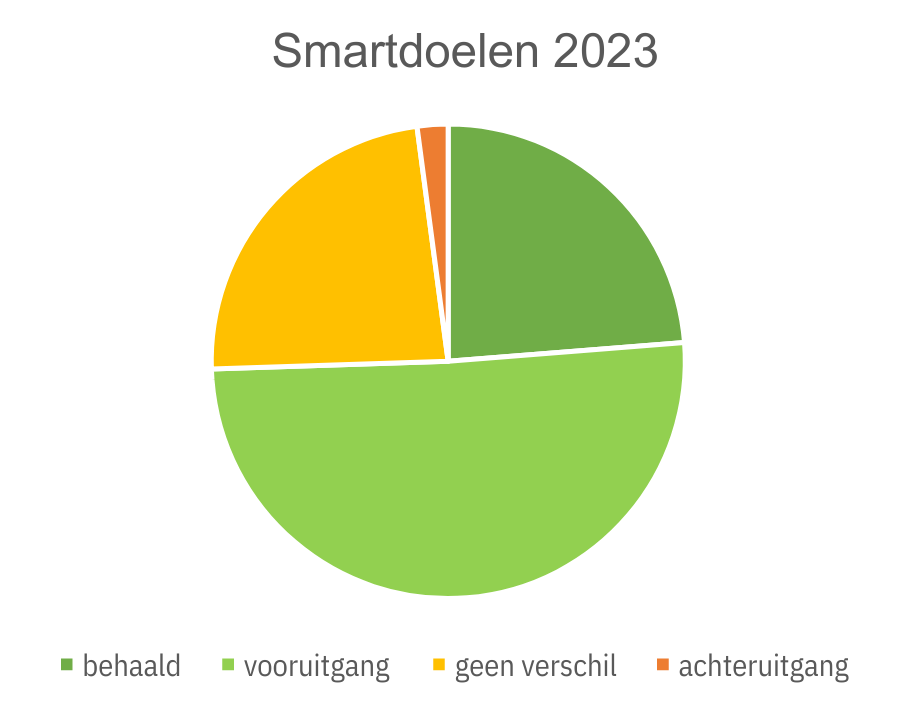 Smartdoelen 2023
behaald vooruitgang geen verschil achteruitgang